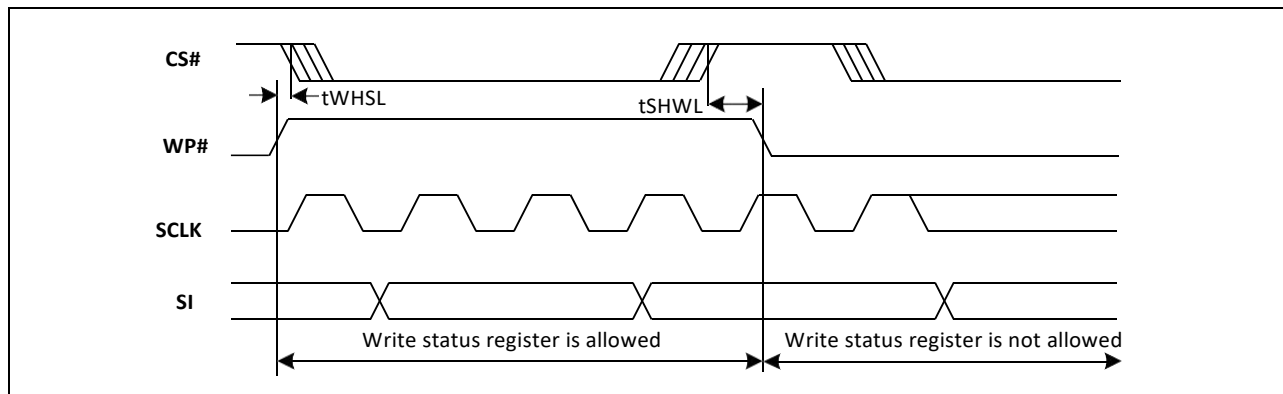 CS#
tWHSL
tSHWL
WP#
SCLK
SI
Write status register is allowed
Write status register is not allowed